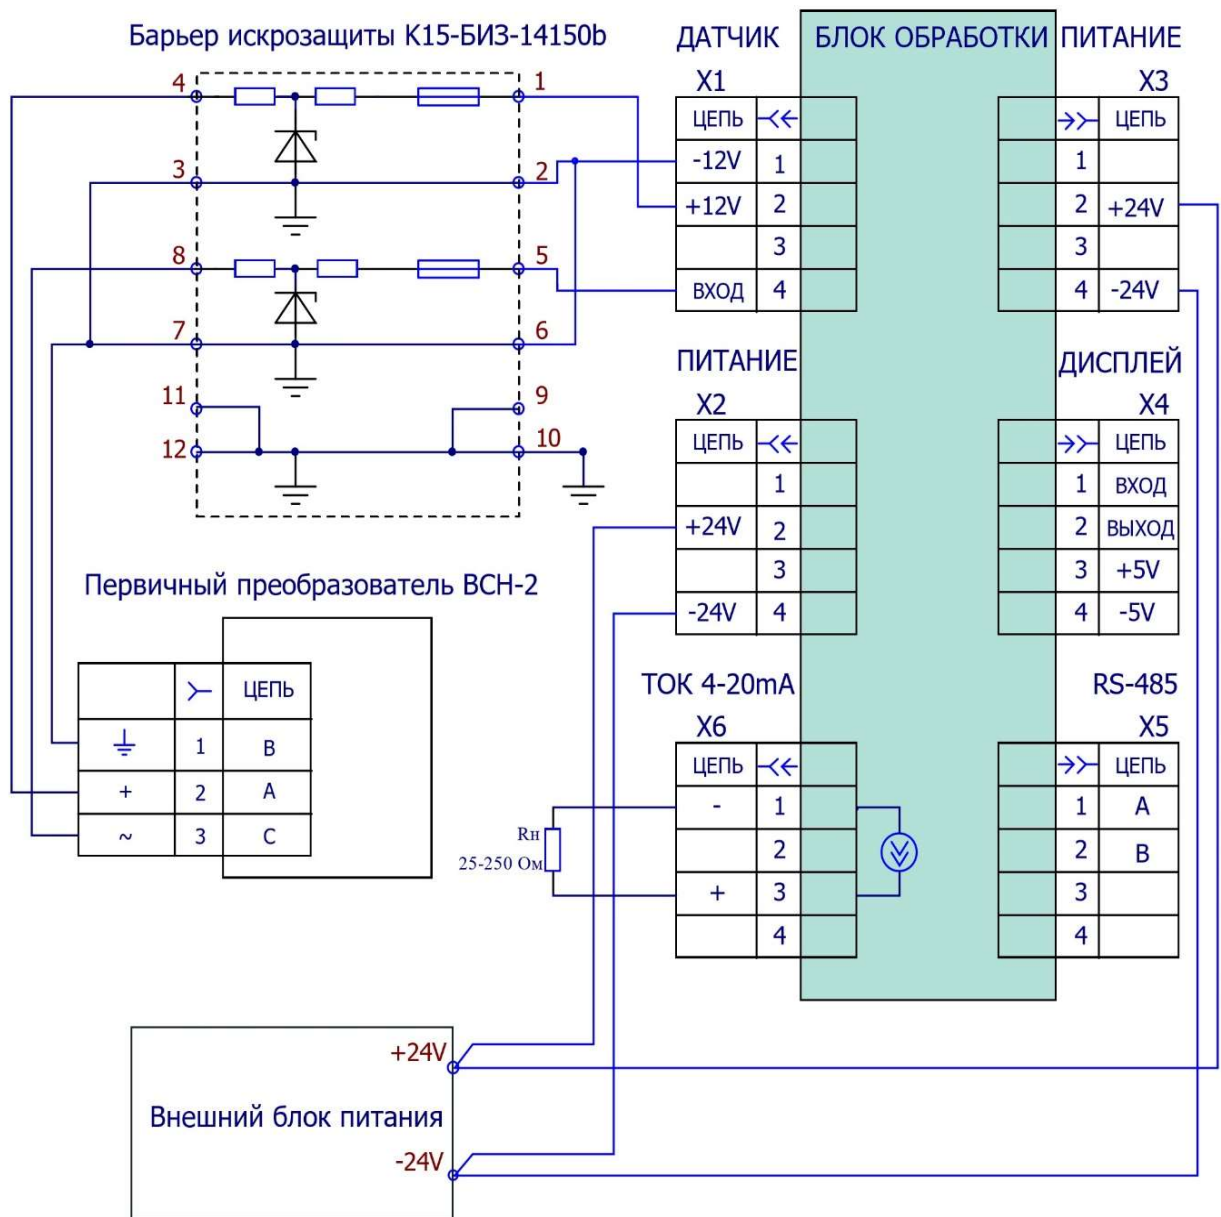 Барьер искрозащиты К15-БИЗ-14150b
4
1
3
2
8
5
7
6
11
9
12
10
ДАТЧИК
БЛОК ОБРАБОТКИ
ПИТАНИЕ
X1
ЦЕПЬ
-12V 1
+12V 2
3
ВХОД 4
X3
ЦЕПЬ
1
2 +24V
3
4 -24V
ПИТАНИЕ
X2
ЦЕПЬ
1
+24V 2
3
-24V 4
ДИСПЛЕЙ
X4
ЦЕПЬ
1 ВХОД
2 ВЫХОД
3 +5V
4 -5V
Первичный преобразователь ВСН-2
ЦЕПЬ
1 B
+ 2 A
~ 3 C
ТОК 4-20mA
X6
ЦЕПЬ
- 1
2
+ 3
4
Rн
25-250 Ом
RS-485
X5
ЦЕПЬ
1 A
2 B
3
4
+24V
Внешний блок питания
-24V